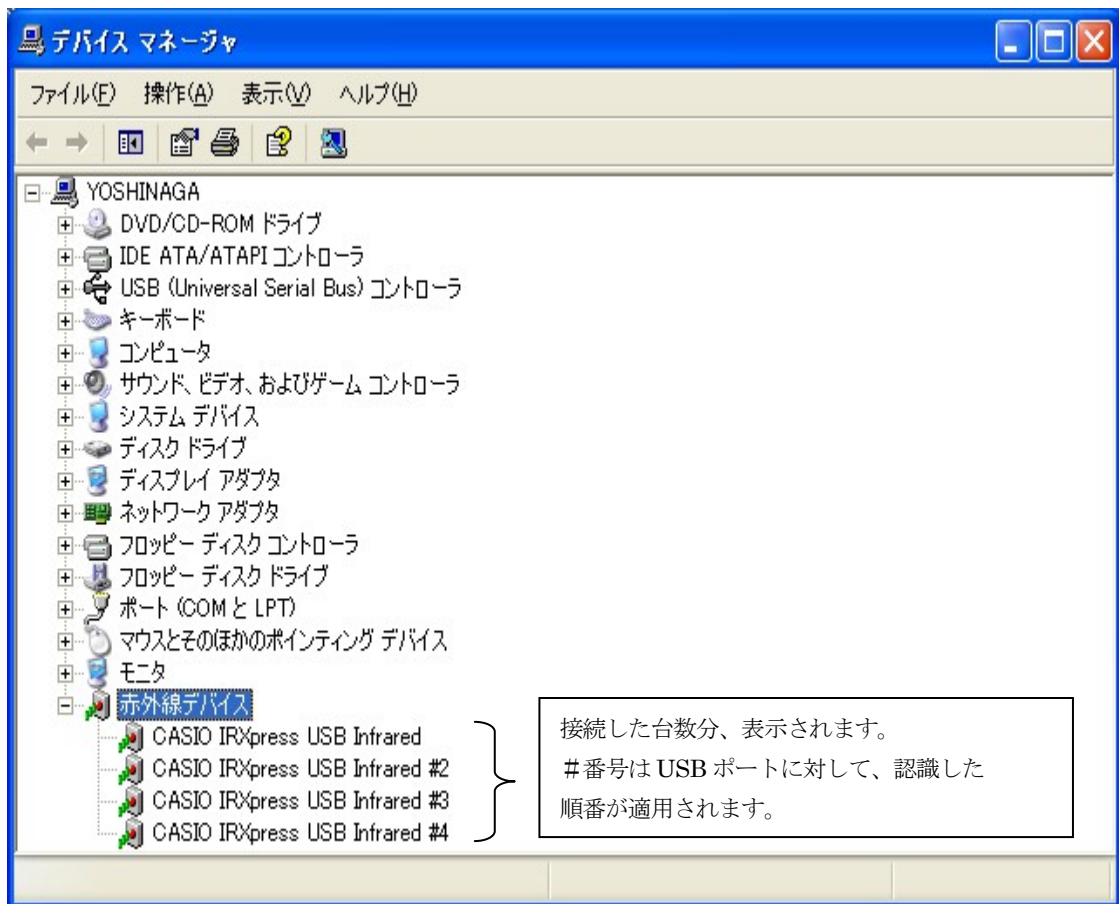 デバイス マネージャ
ファイル(F) 操作(A) 表示(V) ヘルプ(H)
YOSHINAGA
DVD/CD-ROM ドライブ
IDE ATA/ATAPI コントローラ
USB (Universal Serial Bus) コントローラ
キーボード
コンピュータ
サウンド、ビデオ、およびゲーム コントローラ
システム デバイス
ディスク ドライブ
ディスプレイ アダプタ
ネットワーク アダプタ
フロッピー ディスク コントローラ
フロッピー ディスク ドライブ
ポート (COM と LPT)
マウスとそのほかのポインティング デバイス
モニタ
赤外線デバイス
CASIO IRXpress USB Infrared
CASIO IRXpress USB Infrared #2
CASIO IRXpress USB Infrared #3
CASIO IRXpress USB Infrared #4
接続した台数分、表示されます。
#番号は USB ポートに対して、認識した
順番が適用されます。